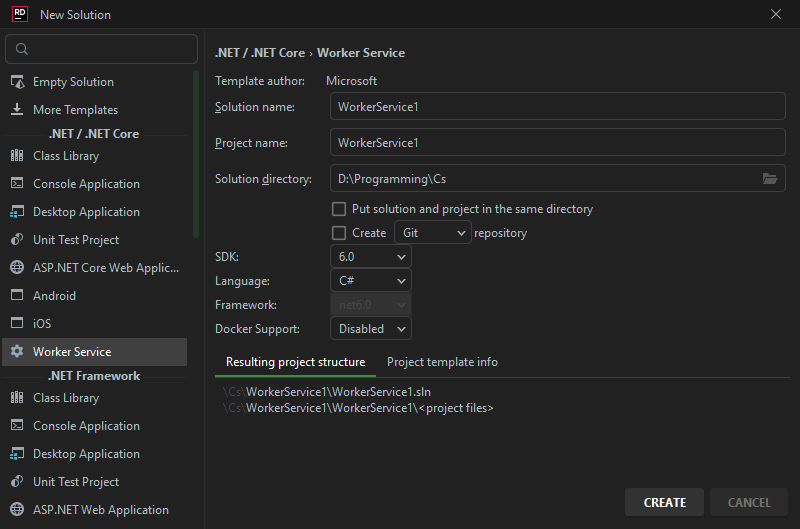 RD New Solution
Empty Solution
More Templates
.NET / .NET Core
Class Library
Console Application
Desktop Application
Unit Test Project
ASP.NET Core Web Applic...
Android
iOS
Worker Service
.NET Framework
Class Library
Console Application
Desktop Application
Unit Test Project
ASP.NET Web Application
.NET / .NET Core › Worker Service
Template author: Microsoft
Solution name: WorkerService1
Project name: WorkerService1
Solution directory: D:\Programming\Cs
Put solution and project in the same directory
Create Git repository
SDK: 6.0
Language: C#
Framework: net6.0
Docker Support: Disabled
Resulting project structure Project template info
\Cs\WorkerService1\WorkerService1.sln
\Cs\WorkerService1\WorkerService1\<project files>
CREATE CANCEL